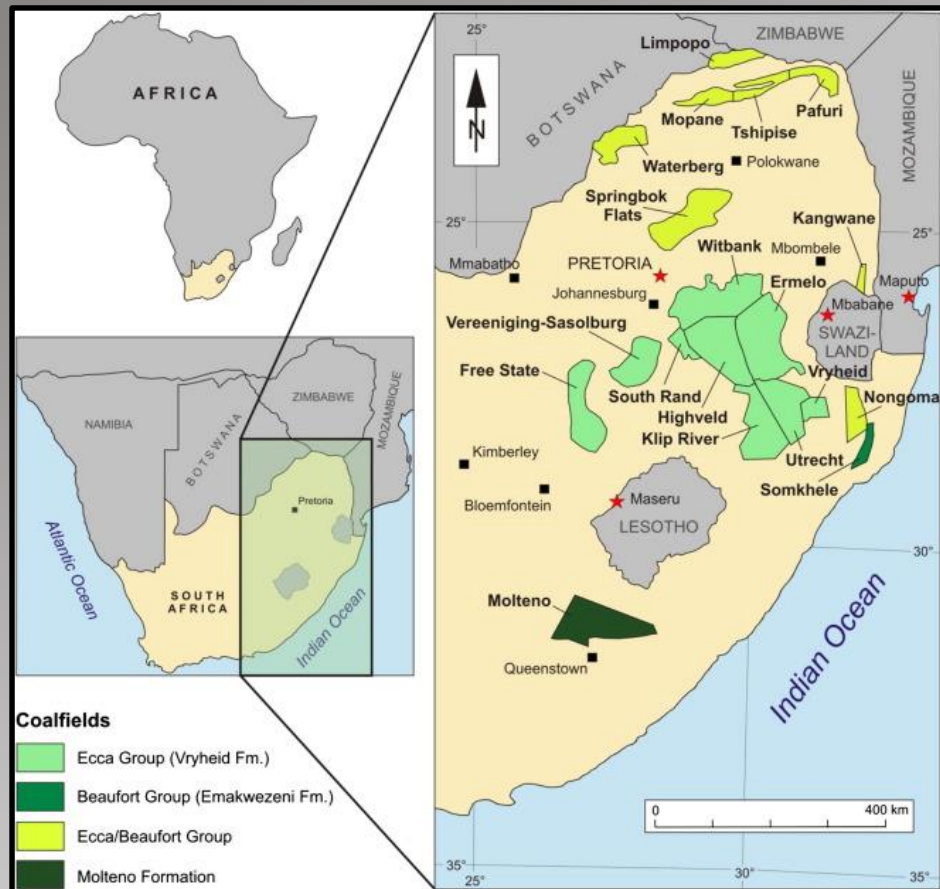 AFRICA
NAMIBIA
BOTSWANA
ZIMBABWE
MOZAMBIQUE
Pretoria
Atlantic Ocean
SOUTH
AFRICA
Indian Ocean
Coalfields
Ecca Group (Vryheid Fm.)
Beaufort Group (Emakwezeni Fm.)
Ecca/Beaufort Group
Molteno Formation
25°
30°
ZIMBABWE
Limpopo
BOTSWANA
N
Mopane
Tshipise
Pafuri
MOZAMBIQUE
Waterberg
Polokwane
Springbok
Flats
25°
Kangwane
25°
Witbank
Mbombele
Mmabatho
PRETORIA
Ermelo
Maputo
Johannesburg
Mbabane
Vereeniging-Sasolburg
SWAZI-
LAND
Free State
Vryheid
South Rand
Nongoma
Highveld
Klip River
Kimberley
Utrecht
Somkhele
Bloemfontein
Maseru
LESOTHO
30°
Molteno
Queenstown
Indian Ocean
0
400 km
35°
30°
35°